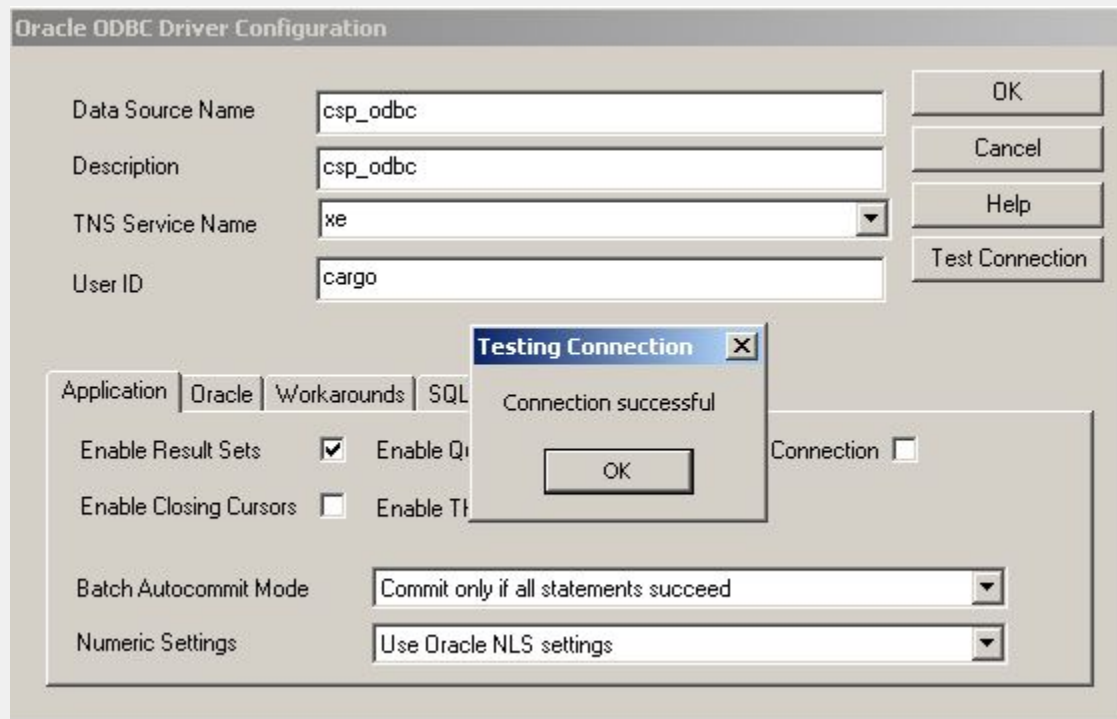 Oracle ODBC Driver Configuration
Data Source Name csp_odbc OK
Description csp_odbc Cancel
TNS Service Name xe Help
User ID cargo Test Connection
Testing Connection
Connection successful
OK
Application Oracle Workarounds SQL
Enable Result Sets Enable Connection
Enable Closing Cursors Enable
Batch Autocommit Mode Commit only if all statements succeed
Numeric Settings Use Oracle NLS settings